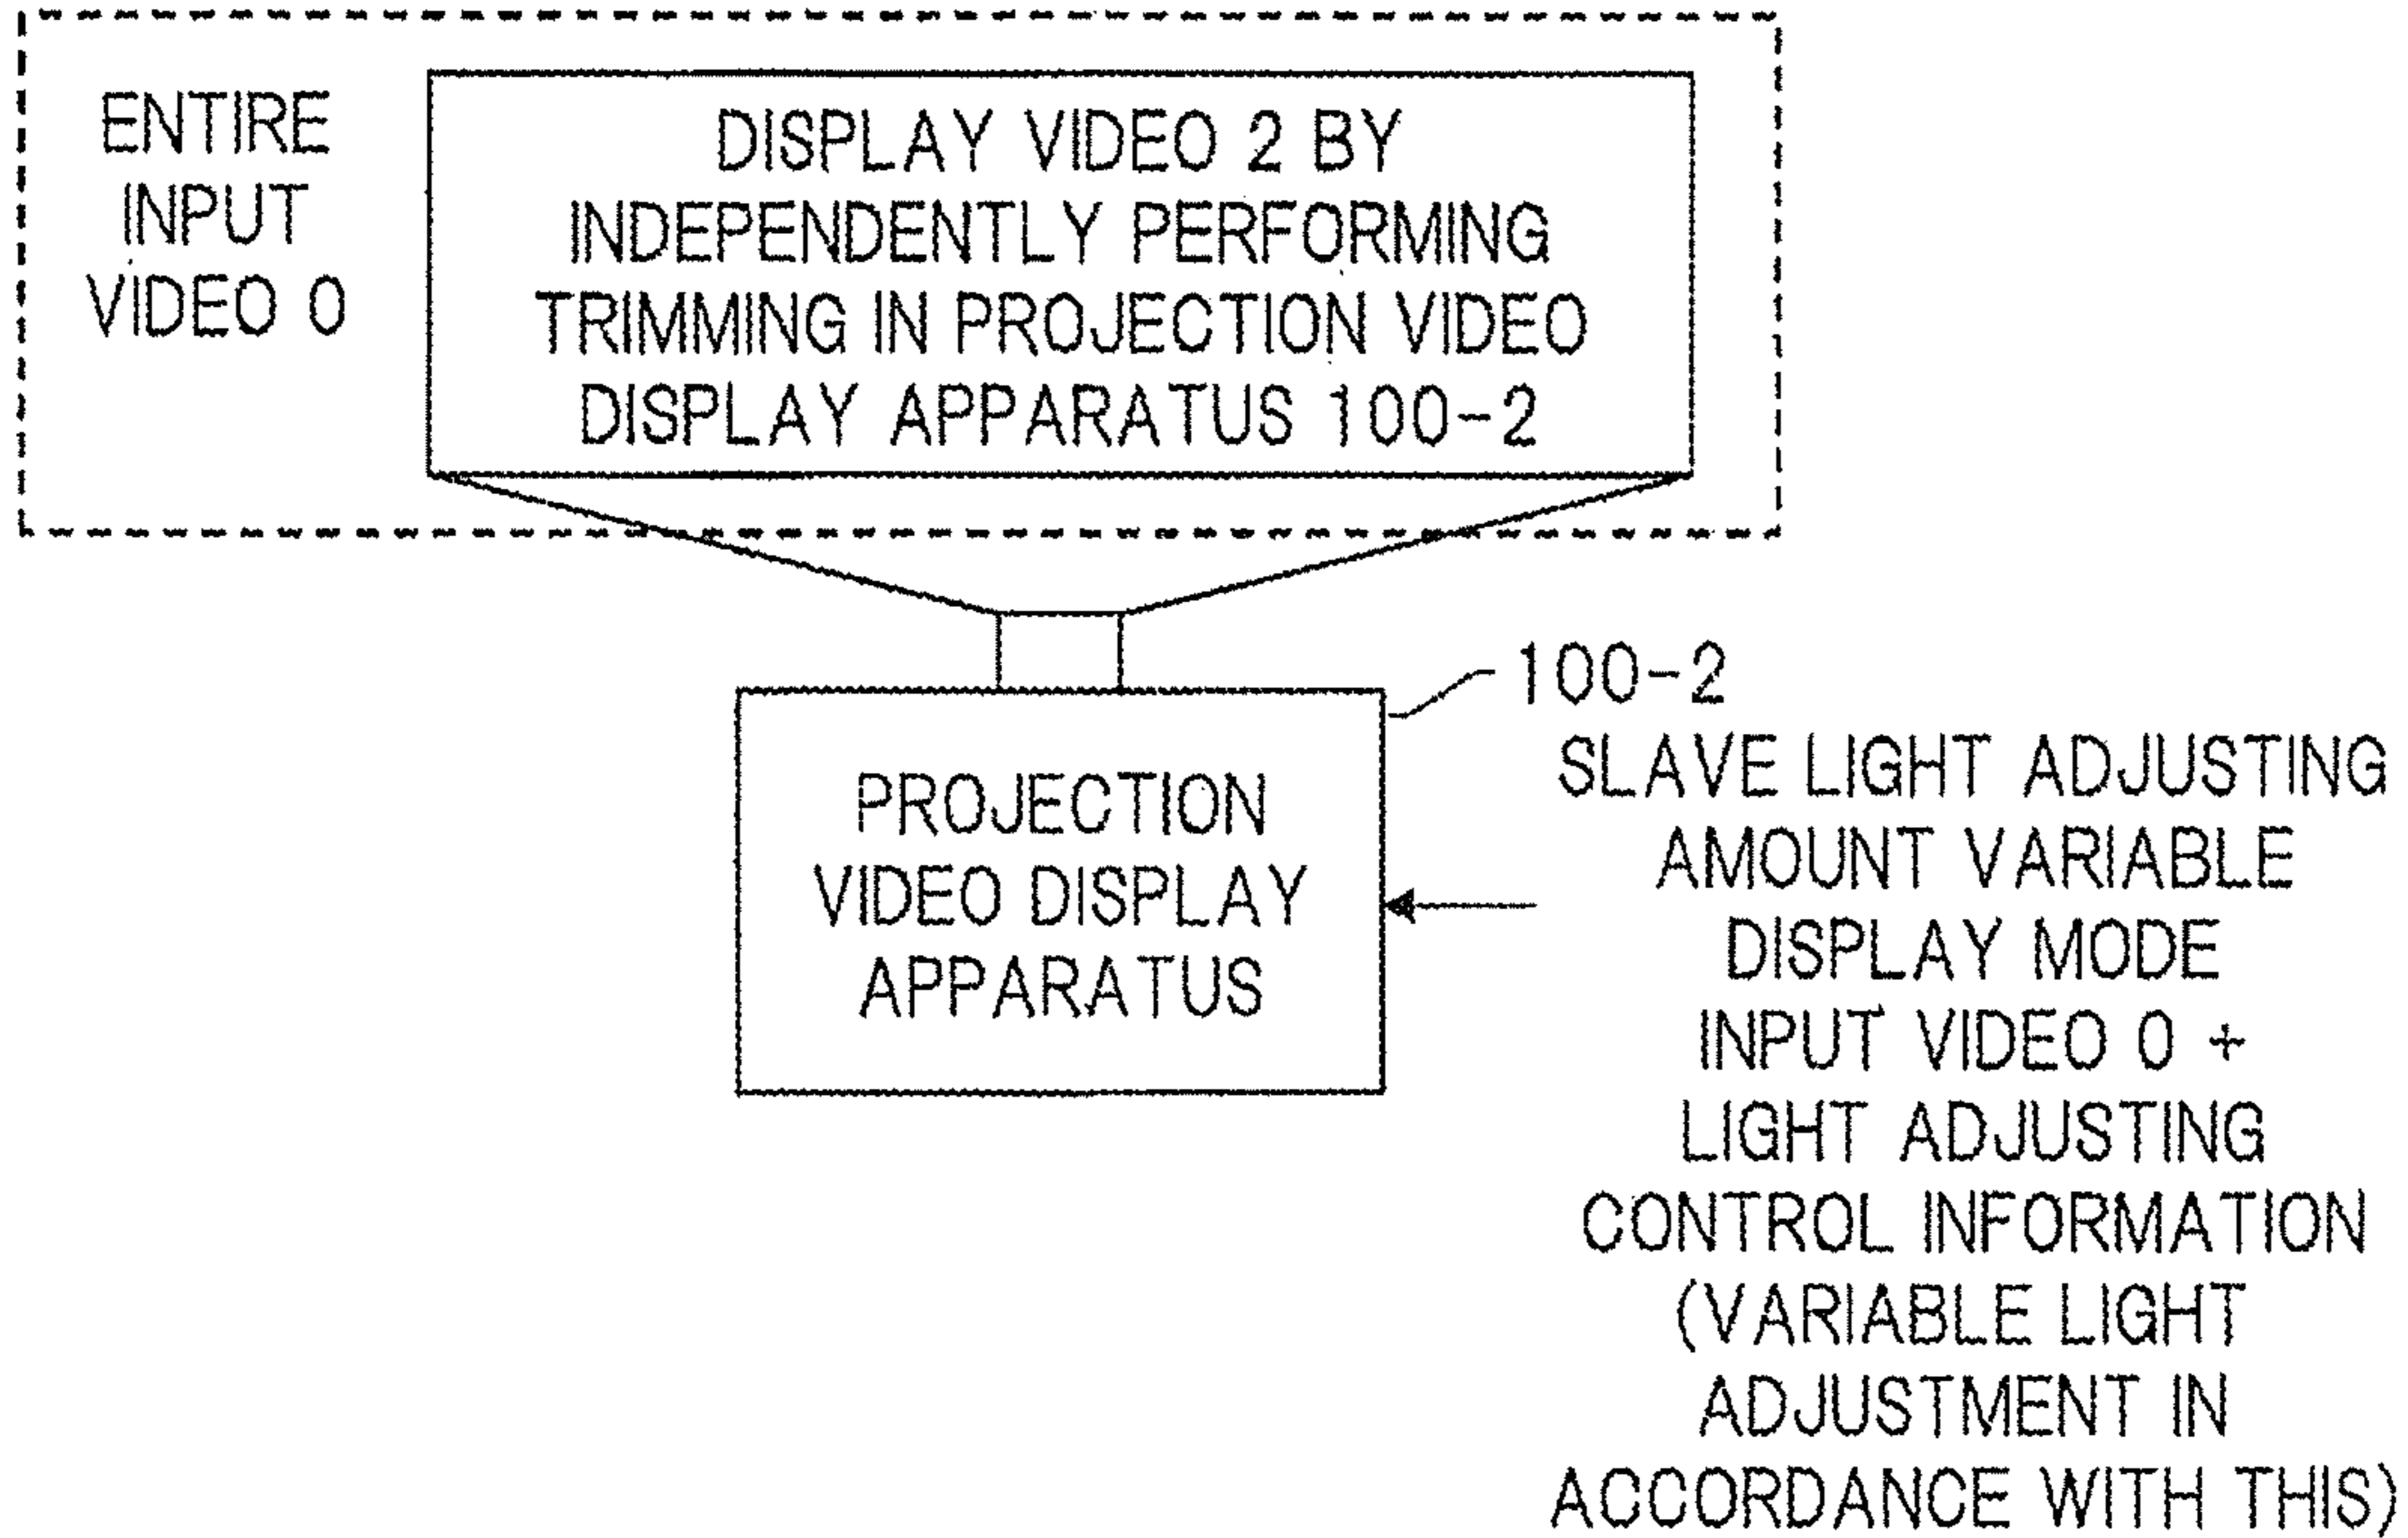 ENTIRE
INPUT
VIDEO 0
DISPLAY VIDEO 2 BY
INDEPENDENTLY PERFORMING
TRIMMING IN PROJECTION VIDEO
DISPLAY APPARATUS 100-2
PROJECTION
VIDEO DISPLAY
APPARATUS
100-2
SLAVE LIGHT ADJUSTING
AMOUNT VARIABLE
DISPLAY MODE
INPUT VIDEO 0 +
LIGHT ADJUSTING
CONTROL INFORMATION
(VARIABLE LIGHT
ADJUSTMENT IN
ACCORDANCE WITH THIS)